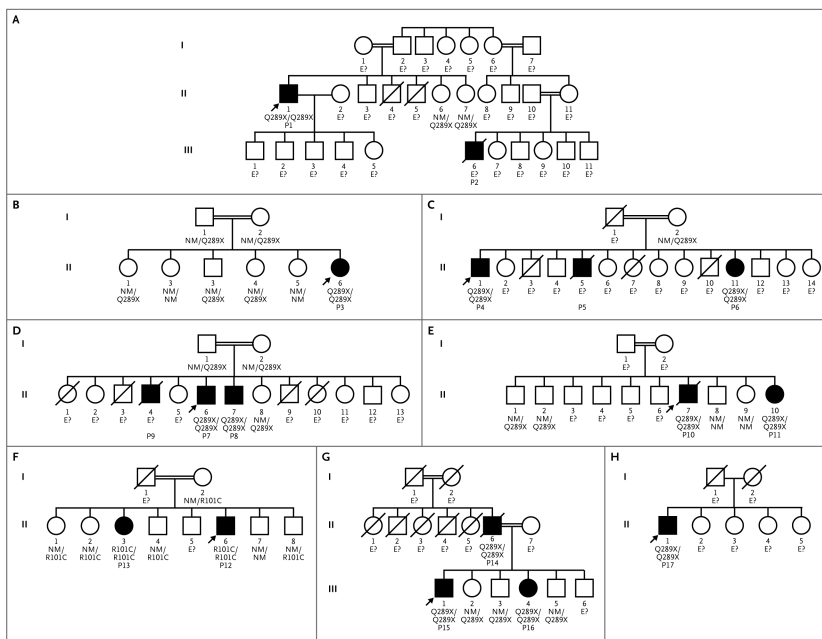 A
I
1 2 3 4 5 6 7
E? E? E? E? E? E? E?
II
1 2 3 4 5 6 7 8 9 10 11
Q289X/Q289X E? E? E? E? NM/ NM/ E? E? E? E?
P1 Q289X Q289X
III
1 2 3 4 5 6 7 8 9 10 11
E? E? E? E? E? E? E? E? E? E? E?
P2
B
I
1 2
NM/Q289X NM/Q289X
II
1 3 3 4 5 6
NM/ NM/ NM/ NM/ NM/ Q289X/
Q289X NM Q289X Q289X NM Q289X
P3
C
I
1 2
E? NM/Q289X
II
1 2 3 4 5 6 7 8 9 10 11 12 13 14
Q289X/ E? E? E? E? E? E? E? E? E? Q289X/ E? E? E?
Q289X Q289X
P4 P5 P6
D
I
1 2
NM/Q289X NM/Q289X
II
1 2 3 4 5 6 7 8 9 10 11 12 13
E? E? E? E? E? Q289X/ Q289X/ NM/ E? E? E? E? E?
Q289X Q289X Q289X
P9 P7 P8
E
I
1 2
E? E?
II
1 2 3 4 5 6 7 8 9 10
NM/ NM/ E? E? E? E? Q289X/ NM/ NM/ Q289X/
Q289X Q289X Q289X NM NM Q289X
P10 P11
F
I
1 2
E? NM/R101C
II
1 2 3 4 5 6 7 8
NM/ NM/ R101C/ NM/ E? R101C/ NM/ NM/
R101C R101C R101C R101C R101C NM R101C
P13 P12
G
I
1 2
E? E?
II
1 2 3 4 5 6 7
E? E? E? E? E? Q289X/ E?
Q289X
P14
III
1 2 3 4 5 6
Q289X/ NM/ NM/ Q289X/ NM/ E?
Q289X Q289X Q289X Q289X Q289X
P15 P16
H
I
1 2
E? E?
II
1 2 3 4 5
Q289X/ E? E? E? E?
Q289X
P17